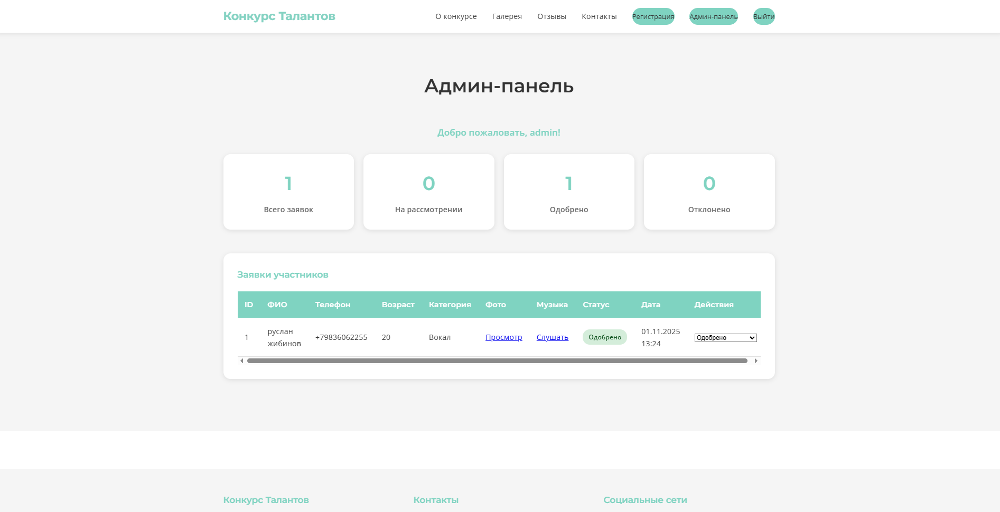 Конкурс Талантов
О конкурсе Галерея Отзывы Контакты Регистрация Админ-панель Выйти
Админ-панель
Добро пожаловать, admin!
1 0 1 0
Всего заявок На рассмотрении Одобрено Отклонено
Заявки участников
ID ФИО Телефон Возраст Категория Фото Музыка Статус Дата Действия
1 руслан жибинов +79836062255 20 Вокал Просмотр Слушать Одобрено 01.11.2025 13:24 Одобрено
Конкурс Талантов Контакты Социальные сети